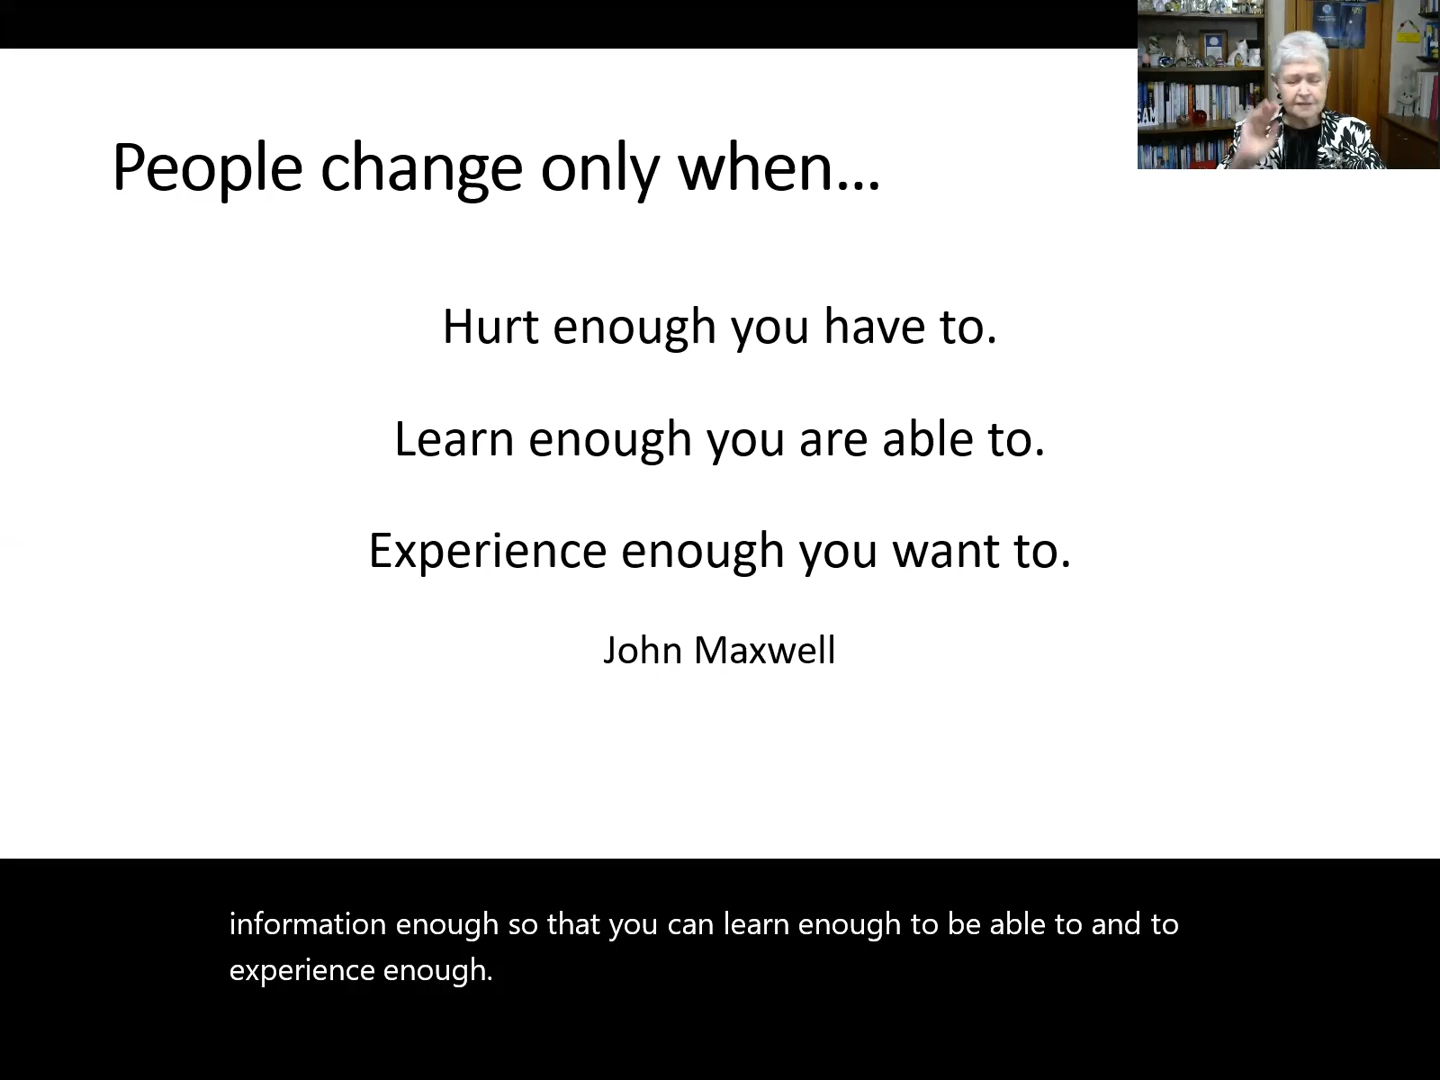 People change only when...
Hurt enough you have to.
Learn enough you are able to.
Experience enough you want to.
John Maxwell
information enough so that you can learn enough to be able to and to
experience enough.